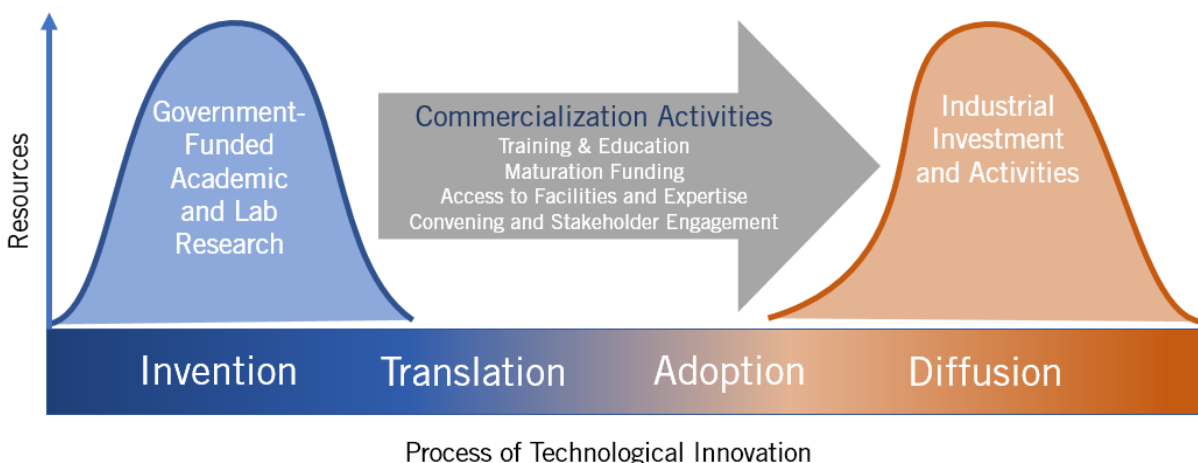 Resources
Government-
Funded
Academic
and Lab
Research
Commercialization Activities
Training & Education
Maturation Funding
Access to Facilities and Expertise
Convening and Stakeholder Engagement
Industrial
Investment
and Activities
Invention
Translation
Adoption
Diffusion
Process of Technological Innovation